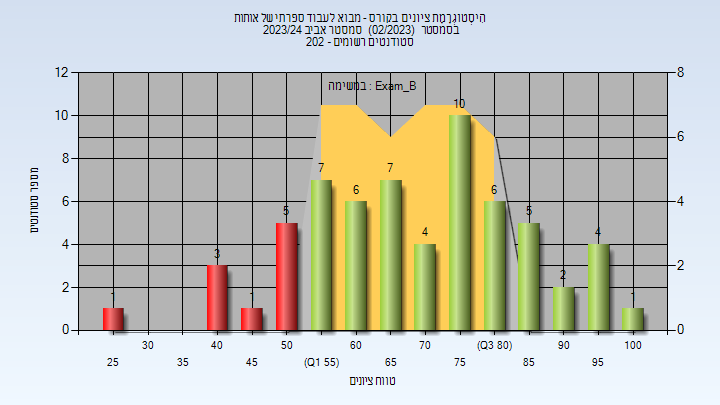 היסטוגרמת ציונים בקורס - מבוא לעבוד ספרתי של אותות
בסמסטר (02/2023) סמסטר אביב 2023/24
סטודנטים רשומים - 202
במשימה : Exam_B
12 8
10
8 6
6 4
4
2 2
0 0
מספר סטודנטים
1 3 1 5 7 6 7 4 10 6 5 2 4 1
30 40 50 60 70 (Q3 80) 90 100
25 35 45 (Q1 55) 65 75 85 95
טווח ציונים